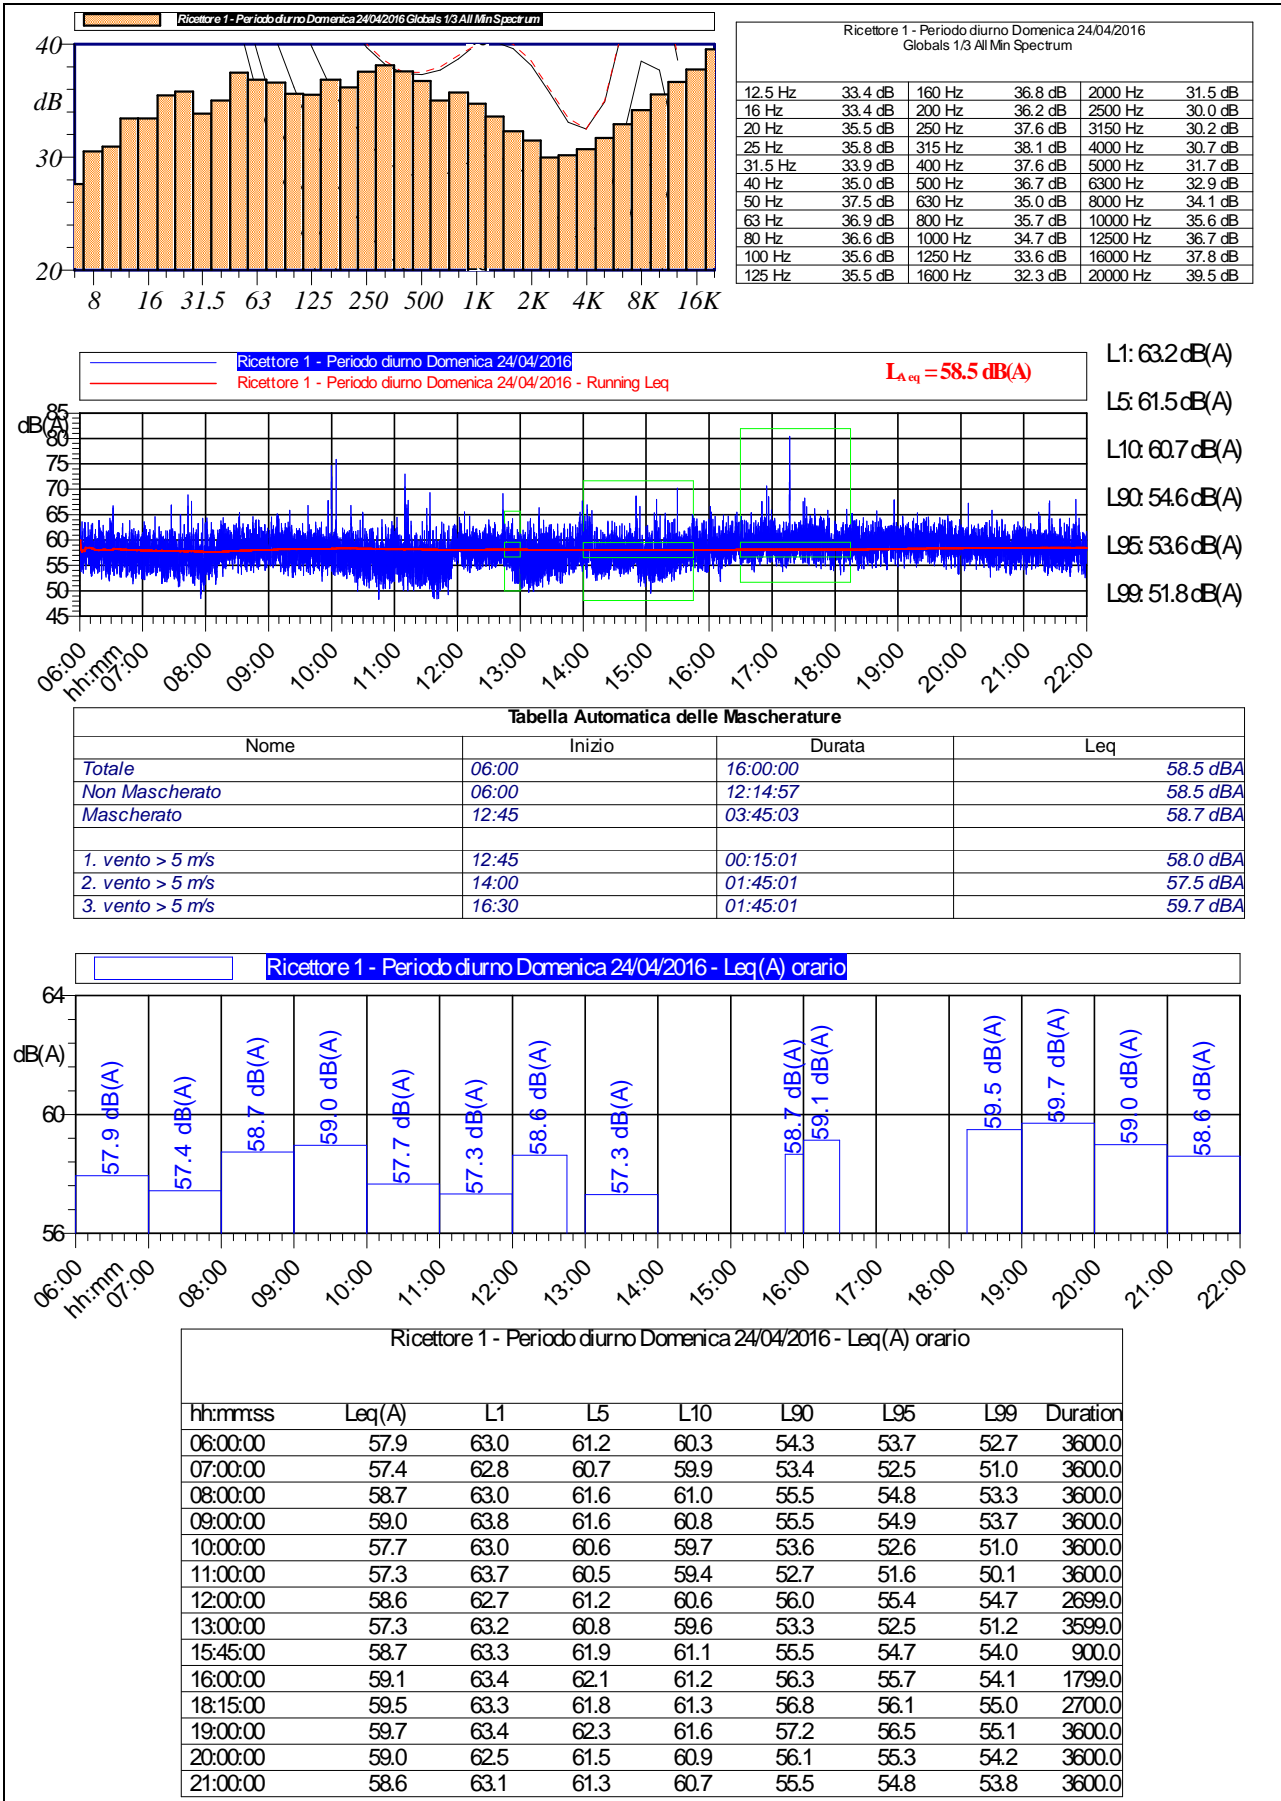 Ricettore 1 - Periodo diurno Domenica 24/04/2016 Globals 1/3 All Min Spectrum
40
dB
30
20
8 16 31.5 63 125 250 500 1K 2K 4K 8K 16K
Ricettore 1 - Periodo diurno Domenica 24/04/2016
Globals 1/3 All Min Spectrum
12.5 Hz 33.4 dB 160 Hz 36.8 dB 2000 Hz 31.5 dB
16 Hz 33.4 dB 200 Hz 36.2 dB 2500 Hz 30.0 dB
20 Hz 35.5 dB 250 Hz 37.6 dB 3150 Hz 30.2 dB
25 Hz 35.8 dB 315 Hz 38.1 dB 4000 Hz 30.7 dB
31.5 Hz 33.9 dB 400 Hz 37.6 dB 5000 Hz 31.7 dB
40 Hz 35.0 dB 500 Hz 36.7 dB 6300 Hz 32.9 dB
50 Hz 37.5 dB 630 Hz 35.0 dB 8000 Hz 34.1 dB
63 Hz 36.9 dB 800 Hz 35.7 dB 10000 Hz 35.6 dB
80 Hz 36.6 dB 1000 Hz 34.7 dB 12500 Hz 36.7 dB
100 Hz 35.6 dB 1250 Hz 33.6 dB 16000 Hz 37.8 dB
125 Hz 35.5 dB 1600 Hz 32.3 dB 20000 Hz 39.5 dB
Ricettore 1 - Periodo diurno Domenica 24/04/2016
Ricettore 1 - Periodo diurno Domenica 24/04/2016 - Running Leq
LAeq = 58.5 dB(A)
85
dB(A)
80
75
70
65
60
55
50
45
06:00 07:00 08:00 09:00 10:00 11:00 12:00 13:00 14:00 15:00 16:00 17:00 18:00 19:00 20:00 21:00 22:00
hh:mm
L1: 63.2 dB(A)
L5: 61.5 dB(A)
L10: 60.7 dB(A)
L90: 54.6 dB(A)
L95: 53.6 dB(A)
L99: 51.8 dB(A)
Tabella Automatica delle Mascherature
Nome Inizio Durata Leq
Totale 06:00 16:00:00 58.5 dBA
Non Mascherato 06:00 12:14:57 58.5 dBA
Mascherato 12:45 03:45:03 58.7 dBA
1. vento > 5 m/s 12:45 00:15:01 58.0 dBA
2. vento > 5 m/s 14:00 01:45:01 57.5 dBA
3. vento > 5 m/s 16:30 01:45:01 59.7 dBA
Ricettore 1 - Periodo diurno Domenica 24/04/2016 - Leq(A) orario
64
dB(A)
60
56
57.9 dB(A)
57.4 dB(A)
58.7 dB(A)
59.0 dB(A)
57.7 dB(A)
57.3 dB(A)
58.6 dB(A)
57.3 dB(A)
58.7 dB(A)
59.1 dB(A)
59.5 dB(A)
59.7 dB(A)
59.0 dB(A)
58.6 dB(A)
06:00 07:00 08:00 09:00 10:00 11:00 12:00 13:00 14:00 15:00 16:00 17:00 18:00 19:00 20:00 21:00 22:00
hh:mm
Ricettore 1 - Periodo diurno Domenica 24/04/2016 - Leq(A) orario
hh:mm:ss Leq(A) L1 L5 L10 L90 L95 L99 Duration
06:00:00 57.9 63.0 61.2 60.3 54.3 53.7 52.7 3600.0
07:00:00 57.4 62.8 60.7 59.9 53.4 52.5 51.0 3600.0
08:00:00 58.7 63.0 61.6 61.0 55.5 54.8 53.3 3600.0
09:00:00 59.0 63.8 61.6 60.8 55.5 54.9 53.7 3600.0
10:00:00 57.7 63.0 60.6 59.7 53.6 52.6 51.0 3600.0
11:00:00 57.3 63.7 60.5 59.4 52.7 51.6 50.1 3600.0
12:00:00 58.6 62.7 61.2 60.6 56.0 55.4 54.7 2699.0
13:00:00 57.3 63.2 60.8 59.6 53.3 52.5 51.2 3599.0
15:45:00 58.7 63.3 61.9 61.1 55.5 54.7 54.0 900.0
16:00:00 59.1 63.4 62.1 61.2 56.3 55.7 54.1 1799.0
18:15:00 59.5 63.3 61.8 61.3 56.8 56.1 55.0 2700.0
19:00:00 59.7 63.4 62.3 61.6 57.2 56.5 55.1 3600.0
20:00:00 59.0 62.5 61.5 60.9 56.1 55.3 54.2 3600.0
21:00:00 58.6 63.1 61.3 60.7 55.5 54.8 53.8 3600.0